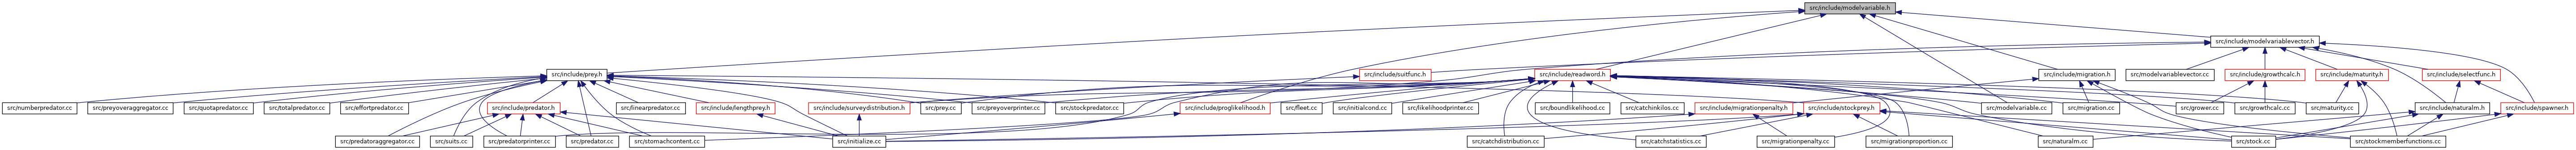 src/include/modelvariable.h
src/include/modelvariablevector.h
src/include/prey.h
src/include/suitfunc.h
src/include/readword.h
src/include/migration.h
src/modelvariablevector.cc
src/include/growthcalc.h
src/include/maturity.h
src/include/selectfunc.h
src/numberpredator.cc
src/preyoveraggregator.cc
src/quotapredator.cc
src/totalpredator.cc
src/effortpredator.cc
src/include/predator.h
src/linearpredator.cc
src/include/lengthprey.h
src/include/surveydistribution.h
src/prey.cc
src/preyoverprinter.cc
src/stockpredator.cc
src/include/proglikelihood.h
src/fleet.cc
src/initialcond.cc
src/likelihoodprinter.cc
src/boundlikelihood.cc
src/catchinkilos.cc
src/include/migrationpenalty.h
src/include/stockprey.h
src/modelvariable.cc
src/migration.cc
src/grower.cc
src/growthcalc.cc
src/maturity.cc
src/include/naturalm.h
src/include/spawner.h
src/predatoraggregator.cc
src/suits.cc
src/predatorprinter.cc
src/predator.cc
src/stomachcontent.cc
src/initialize.cc
src/catchdistribution.cc
src/catchstatistics.cc
src/migrationpenalty.cc
src/migrationproportion.cc
src/naturalm.cc
src/stock.cc
src/stockmemberfunctions.cc